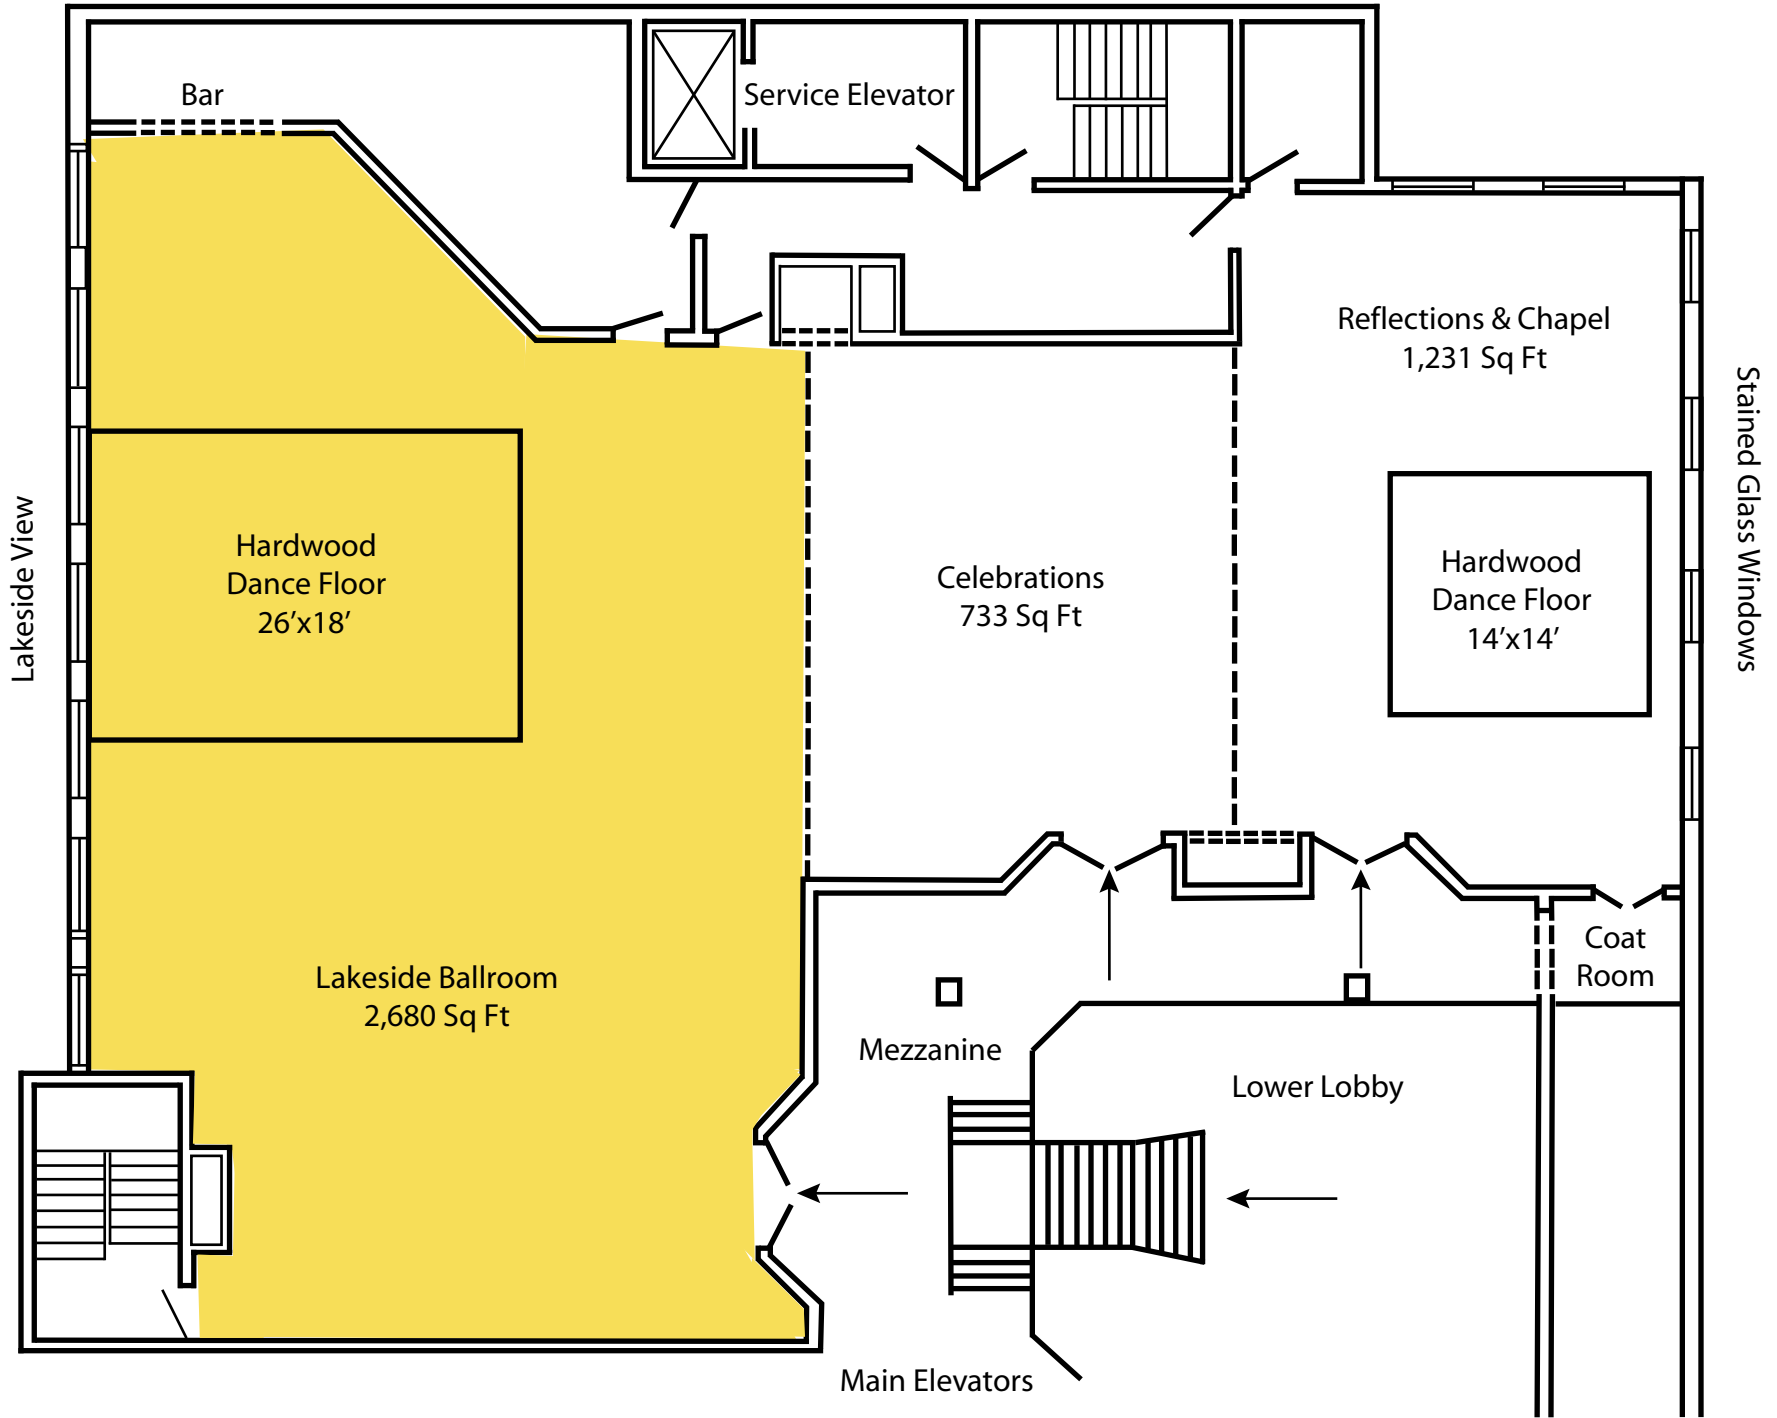 Bar
Service Elevator
Reflections & Chapel
1,231 Sq Ft
Stained Glass Windows
Lakeside View
Hardwood
Dance Floor
26’x18’
Celebrations
733 Sq Ft
Hardwood
Dance Floor
14’x14’
Lakeside Ballroom
2,680 Sq Ft
Coat
Room
Mezzanine
Lower Lobby
Main Elevators